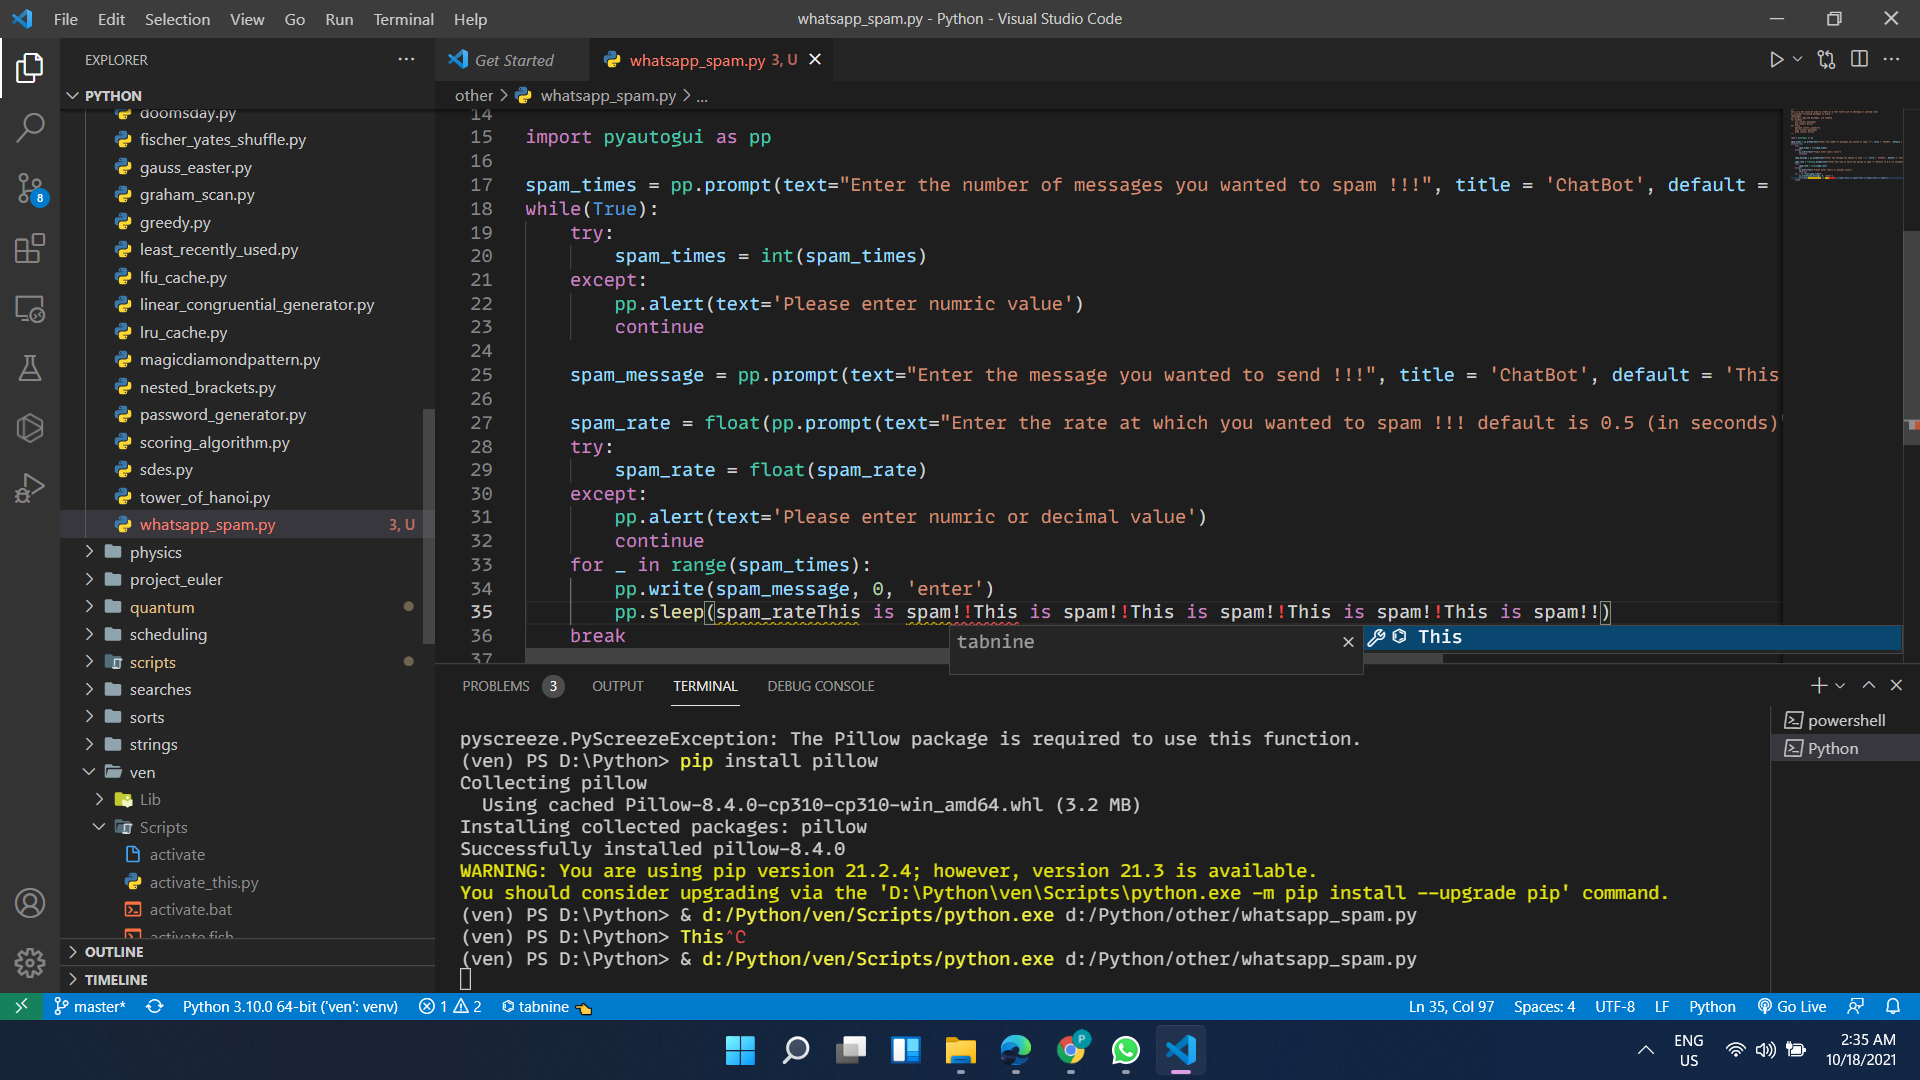 File Edit Selection View Go Run Terminal Help
whatsapp_spam.py - Python - Visual Studio Code
EXPLORER
Get Started
whatsapp_spam.py 3, U
PYTHON
other > whatsapp_spam.py > ...
doomsday.py
fischer_yates_shuffle.py
gauss_easter.py
graham_scan.py
greedy.py
least_recently_used.py
lfu_cache.py
linear_congruential_generator.py
lru_cache.py
magicdiamondpattern.py
nested_brackets.py
password_generator.py
scoring_algorithm.py
sdes.py
tower_of_hanoi.py
whatsapp_spam.py 3, U
physics
project_euler
quantum
scheduling
scripts
searches
sorts
strings
ven
Lib
Scripts
activate
activate_this.py
activate.bat
activate.fish
OUTLINE
TIMELINE
8
14
15 import pyautogui as pp
16
17 spam_times = pp.prompt(text="Enter the number of messages you wanted to spam !!!", title = 'ChatBot', default =
18 while(True):
19 try:
20 spam_times = int(spam_times)
21 except:
22 pp.alert(text='Please enter numric value')
23 continue
24
25 spam_message = pp.prompt(text="Enter the message you wanted to send !!!", title = 'ChatBot', default = 'This
26
27 spam_rate = float(pp.prompt(text="Enter the rate at which you wanted to spam !!! default is 0.5 (in seconds)"
28 try:
29 spam_rate = float(spam_rate)
30 except:
31 pp.alert(text='Please enter numric or decimal value')
32 continue
33 for _ in range(spam_times):
34 pp.write(spam_message, 0, 'enter')
35 pp.sleep(spam_rateThis is spam!!This is spam!!This is spam!!This is spam!!This is spam!!)
36 break
37
tabnine
This
PROBLEMS 3 OUTPUT TERMINAL DEBUG CONSOLE
powershell
Python
pyscreeze.PyScreezeException: The Pillow package is required to use this function.
(ven) PS D:\Python> pip install pillow
Collecting pillow
Using cached Pillow-8.4.0-cp310-cp310-win_amd64.whl (3.2 MB)
Installing collected packages: pillow
Successfully installed pillow-8.4.0
WARNING: You are using pip version 21.2.4; however, version 21.3 is available.
You should consider upgrading via the 'D:\Python\ven\Scripts\python.exe -m pip install --upgrade pip' command.
(ven) PS D:\Python> & d:/Python/ven/Scripts/python.exe d:/Python/other/whatsapp_spam.py
(ven) PS D:\Python> This^C
(ven) PS D:\Python> & d:/Python/ven/Scripts/python.exe d:/Python/other/whatsapp_spam.py
master* Python 3.10.0 64-bit ('ven': venv) 1 2 tabnine
Ln 35, Col 97 Spaces: 4 UTF-8 LF Python Go Live
P
ENG
US
2:35 AM
10/18/2021